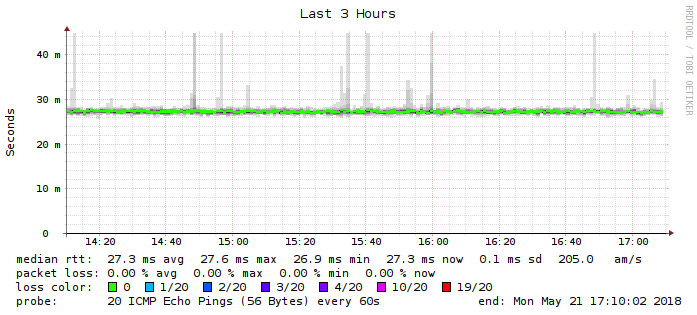 Last 3 Hours
RRDTOOL / TOBI OETIKER
Seconds
40 m
30 m
20 m
10 m
0
14:20 14:40 15:00 15:20 15:40 16:00 16:20 16:40 17:00
median rtt: 27.3 ms avg 27.6 ms max 26.9 ms min 27.3 ms now 0.1 ms sd 205.0 am/s
packet loss: 0.00 % avg 0.00 % max 0.00 % min 0.00 % now
loss color: 0 1/20 2/20 3/20 4/20 10/20 19/20
probe: 20 ICMP Echo Pings (56 Bytes) every 60s end: Mon May 21 17:10:02 2018